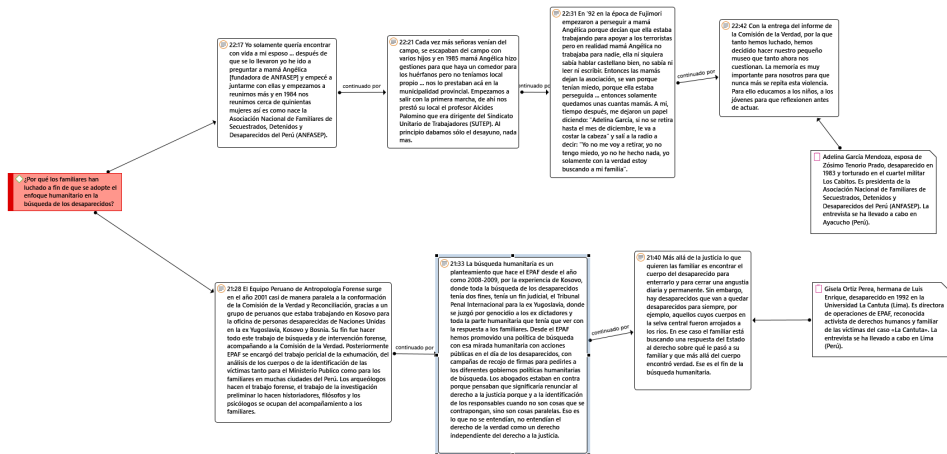 ¿Por qué los familiares han
luchado a fin de que se adopte el
enfoque humanitario en la
búsqueda de los desaparecidos?
22:17 Yo solamente quería encontrar
con vida a mi esposo ... después de
que se lo llevaron yo he ido a
preguntar a mamá Angélica
[fundadora de ANFASEP) y empecé a
juntarme con ellas y empezamos a
reunirnos más y en 1984 nos
reunimos cerca de quinientas
mujeres así es como nace la
Asociación Nacional de Familiares de
Secuestrados, Detenidos y
Desaparecidos del Perú (ANFASEP).
continuado por
22:21 Cada vez más señoras venían del
campo, se escapaban del campo con
varios hijos y en 1985 mamá Angélica hizo
gestiones para que haya un comedor para
los huérfanos pero no teníamos local
propio ... nos lo prestaban acá en la
municipalidad provincial. Empezamos a
salir con la primera marcha, de ahí nos
prestó su local el profesor Alcides
Palomino que era dirigente del Sindicato
Unitario de Trabajadores (SUTEP). Al
principio dábamos sólo el desayuno, nada
mas.
ontinuado po
22:31 En '92 en la época de Fujimori
empezaron a perseguir a mamá
Angélica porque decían que ella estaba
trabajando para apoyar a los terroristas
pero en realidad mamá Angélica no
trabajaba para nadie, ella ni siquiera
sabía hablar castellano bien, no sabía ni
leer ni escribir. Entonces las mamás
dejan la asociación, se van porque
tenían miedo, porque ella estaba
perseguida ... entonces solamente
quedamos unas cuantas mamás. A mí,
tiempo después, me dejaron un papel
diciendo: "Adelina García, si no se retira
hasta el mes de diciembre, le va a
costar la cabeza" y salí a la radio a
decir: "Yo no me voy a retirar, yo no
tengo miedo, yo no he hecho nada, yo
solamente con la verdad estoy
buscando a mi familia".
continuado por
22:42 Con la entrega del informe de
la Comisión de la Verdad, por la que
tanto hemos luchado, hemos
decidido hacer nuestro pequeño
museo que tanto ahora nos
cuestionan. La memoria es muy
importante para nosotros para que
nunca más se repita esta violencia.
Para ello educamos a los niños, a los
jóvenes para que reflexionen antes
de actuar.
Adelina García Mendoza, esposa de
Zósimo Tenorio Prado, desaparecido en
1983 y torturado en el cuartel militar
Los Cabitos. Es presidenta de la
Asociación Nacional de Familiares de
Secuestrados, Detenidos y
Desaparecidos del Perú (ANFASEP). La
entrevista se ha llevado a cabo en
Ayacucho (Perú).
21:28 El Equipo Peruano de Antropología Forense surge
en el año 2001 casi de manera paralela a la conformación
de la Comisión de la Verdad y Reconciliación, gracias a un
grupo de peruanos que estaba trabajando en Kosovo para
la oficina de personas desaparecidas de Naciones Unidas
en la ex Yugoslavia, Kosovo y Bosnia. Su fin fue hacer
todo este trabajo de búsqueda y de intervención forense,
acompañando a la Comisión de la Verdad. Posteriormente
EPAF se encargó del trabajo pericial de la exhumación, del
análisis de los cuerpos o de la identificación de las
víctimas tanto para el Ministerio Publico como para los
familiares en muchas ciudades del Perú. Los arqueólogos
hacen el trabajo forense, el trabajo de la investigación
preliminar lo hacen historiadores, filósofos y los
psicólogos se ocupan del acompañamiento a los
familiares.
continuado por
21:33 La búsqueda humanitaria es un
planteamiento que hace el EPAF desde el año
como 2008-2009, por la experiencia de Kosovo,
donde toda la búsqueda de los desaparecidos
tenía dos fines, tenía un fin judicial, el Tribunal
Penal Internacional para la ex Yugoslavia, donde
se juzgó por genocidio a los ex dictadores y
toda la parte humanitaria que tenía que ver con
la respuesta a los familiares. Desde el EPAF
hemos promovido una política de búsqueda
con esa mirada humanitaria con acciones
públicas en el día de los desaparecidos, con
campañas de recojo de firmas para pedirles a
los diferentes gobiernos políticas humanitarias
de búsqueda. Los abogados estaban en contra
porque pensaban que significaría renunciar al
derecho a la justicia porque y a la identificación
de los responsables cuando no son cosas que se
contrapongan, sino son cosas paralelas. Eso es
lo que no se entendían, no entendían el
derecho de la verdad como un derecho
independiente del derecho a la justicia.
continuado por
21:40 Más allá de la justicia lo que
quieren las familiar es encontrar el
cuerpo del desaparecido para
enterrarlo y para cerrar una angustia
diaria y permanente. Sin embargo,
hay desaparecidos que van a quedar
desaparecidos para siempre, por
ejemplo, aquellos cuyos cuerpos en
la selva central fueron arrojados a
los ríos. En ese caso el familiar está
buscando una respuesta del Estado
al derecho sobre qué le pasó a su
familiar y que más allá del cuerpo
encontró verdad. Ese es el fin de la
búsqueda humanitaria.
Gisela Ortiz Perea, hermana de Luis
Enrique, desaparecido en 1992 en la
Universidad La Cantuta (Lima). Es directora
de operaciones de EPAF, reconocida
activista de derechos humanos y familiar
de las víctimas del caso «La Cantuta». La
entrevista se ha llevado a cabo en Lima
(Perú).